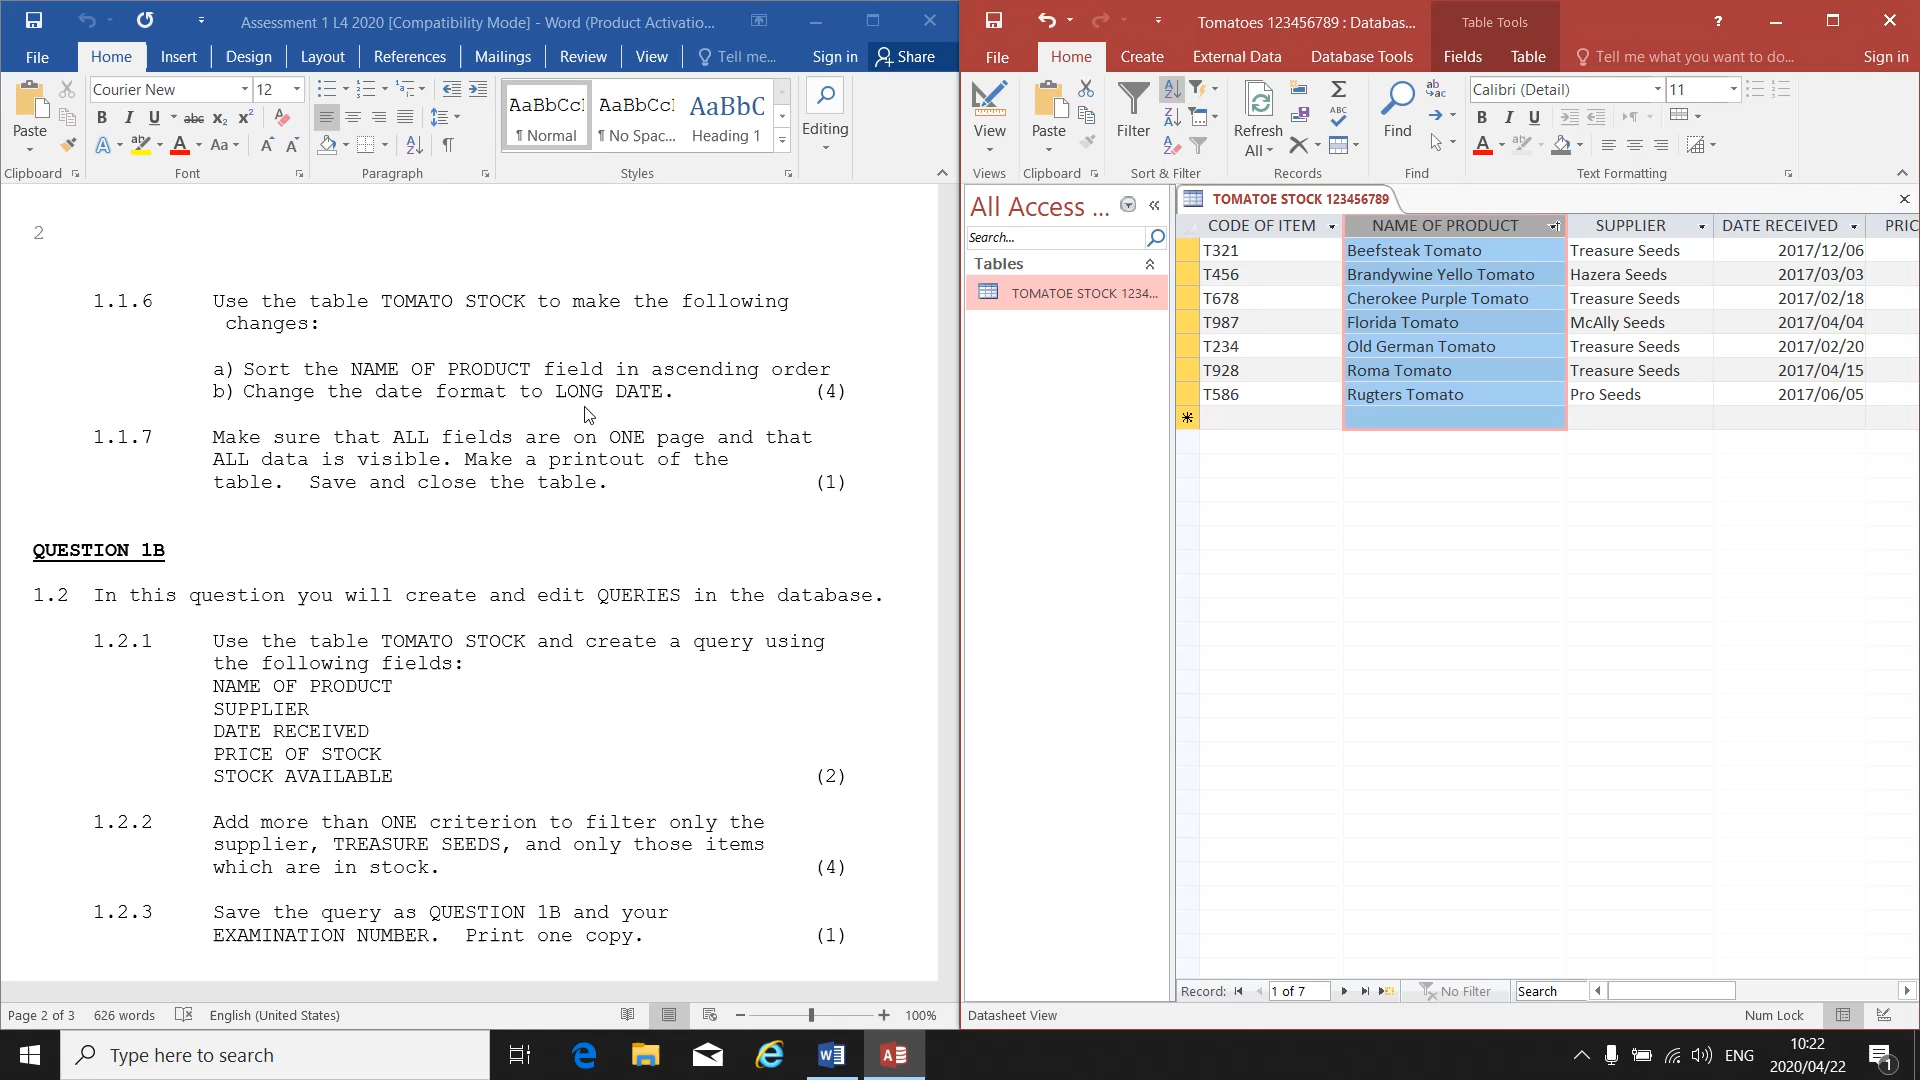 Assessment 1 L4 2020 [Compatibility Mode] - Word (Product Activatio...
File Home Insert Design Layout References Mailings Review View Tell me... Sign in Share
Paste
Courier New 12
B I U abc x₂ x²
A A Aa A A
AaBbCcI AaBbCcI AaBbC
¶ Normal ¶ No Spac... Heading 1
Editing
Clipboard Font Paragraph Styles
2
1.1.6 Use the table TOMATO STOCK to make the following
changes:
a) Sort the NAME OF PRODUCT field in ascending order
b) Change the date format to LONG DATE. (4)
1.1.7 Make sure that ALL fields are on ONE page and that
ALL data is visible. Make a printout of the
table. Save and close the table. (1)
QUESTION 1B
1.2 In this question you will create and edit QUERIES in the database.
1.2.1 Use the table TOMATO STOCK and create a query using
the following fields:
NAME OF PRODUCT
SUPPLIER
DATE RECEIVED
PRICE OF STOCK
STOCK AVAILABLE (2)
1.2.2 Add more than ONE criterion to filter only the
supplier, TREASURE SEEDS, and only those items
which are in stock. (4)
1.2.3 Save the query as QUESTION 1B and your
EXAMINATION NUMBER. Print one copy. (1)
Page 2 of 3 626 words English (United States) 100%
Tomatoes 123456789 : Databas... Table Tools ?
File Home Create External Data Database Tools Fields Table Tell me what you want to do... Sign in
View Paste Filter Refresh All Find
Calibri (Detail) 11
B I U
Views Clipboard Sort & Filter Records Find Text Formatting
All Access ...
Search...
Tables
TOMATOE STOCK 1234...
TOMATOE STOCK 123456789
CODE OF ITEM NAME OF PRODUCT SUPPLIER DATE RECEIVED PRIC
T321 Beefsteak Tomato Treasure Seeds 2017/12/06
T456 Brandywine Yello Tomato Hazera Seeds 2017/03/03
T678 Cherokee Purple Tomato Treasure Seeds 2017/02/18
T987 Florida Tomato McAlly Seeds 2017/04/04
T234 Old German Tomato Treasure Seeds 2017/02/20
T928 Roma Tomato Treasure Seeds 2017/04/15
T586 Rugters Tomato Pro Seeds 2017/06/05
Record: 1 of 7 No Filter Search
Datasheet View Num Lock
Type here to search
ENG
10:22
2020/04/22
1